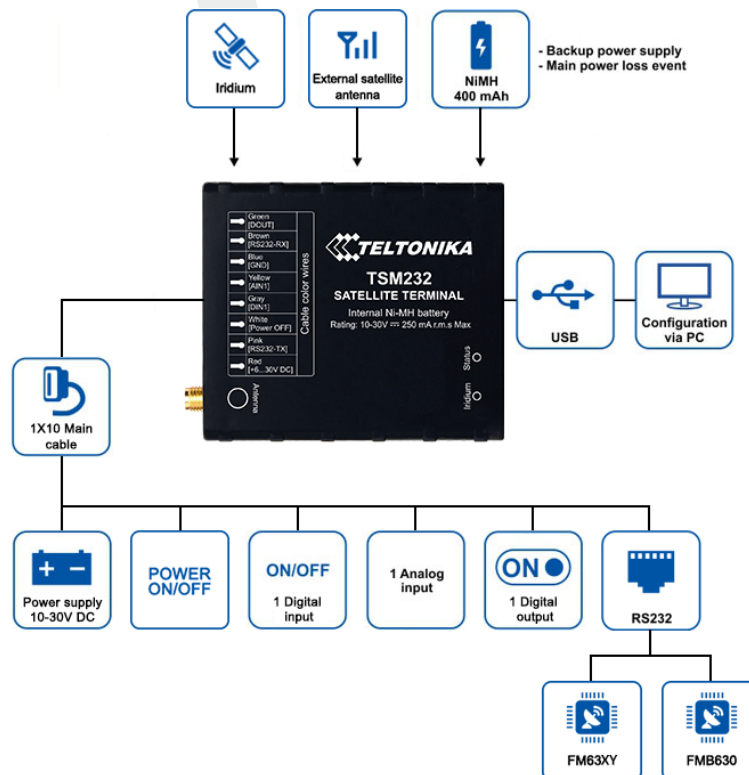 Iridium
External satellite
antenna
NiMH
400 mAh
- Backup power supply
- Main power loss event
Green
[DOUT]
Brown
[RS232-RX]
Blue
[GND]
Yellow
[AIN1]
Gray
[DIN1]
White
[Power OFF]
Pink
[RS232-TX]
Red
[+6...30V DC]
Cable color wires
TELTONIKA
TSM232
SATELLITE TERMINAL
Internal Ni-MH battery
Rating: 10-30V ⎓ 250 mA r.m.s Max
Status
Iridium
Antenna
USB
Configuration
via PC
1X10 Main
cable
+ -
Power supply
10-30V DC
POWER
ON/OFF
ON/OFF
1 Digital
input
1 Analog
input
ON
1 Digital
output
RS232
FM63XY
FMB630